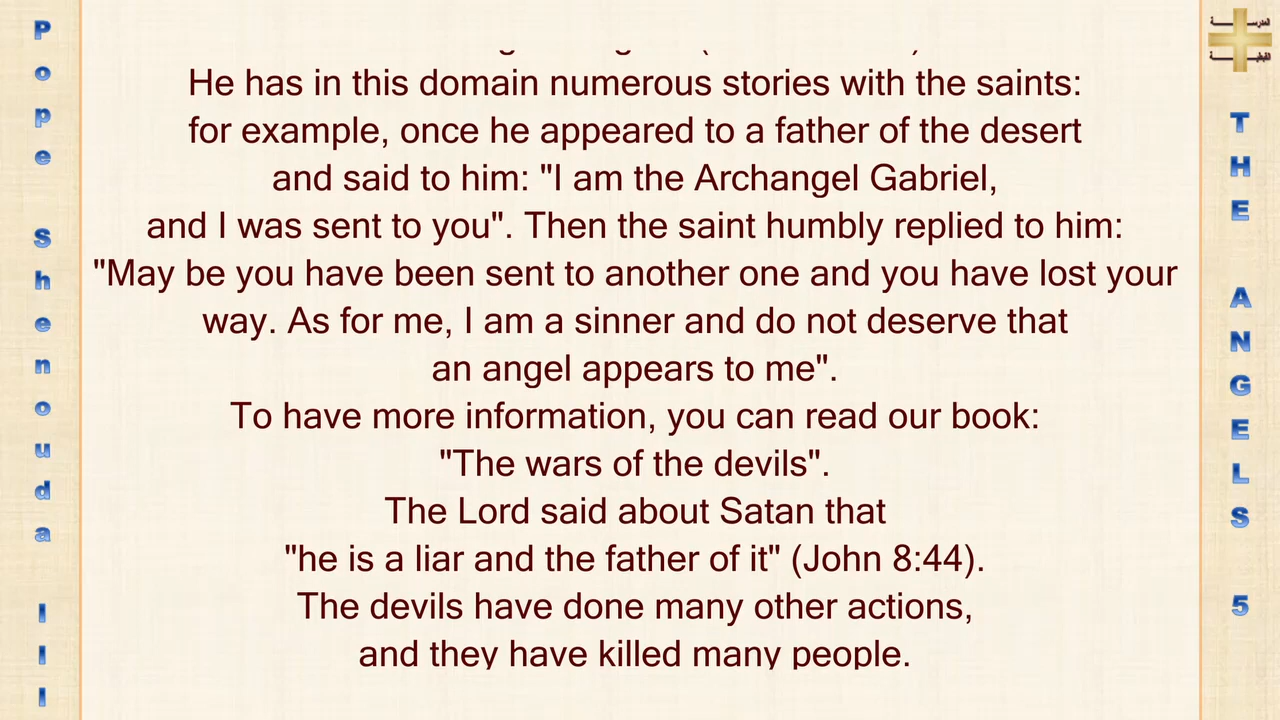 Pope Shenouda III
He has in this domain numerous stories with the saints:
for example, once he appeared to a father of the desert
and said to him: "I am the Archangel Gabriel,
and I was sent to you". Then the saint humbly replied to him:
"May be you have been sent to another one and you have lost your
way. As for me, I am a sinner and do not deserve that
an angel appears to me".
To have more information, you can read our book:
"The wars of the devils".
The Lord said about Satan that
"he is a liar and the father of it" (John 8:44).
The devils have done many other actions,
and they have killed many people.
المدرسة
القبطية
THE ANGELS 5